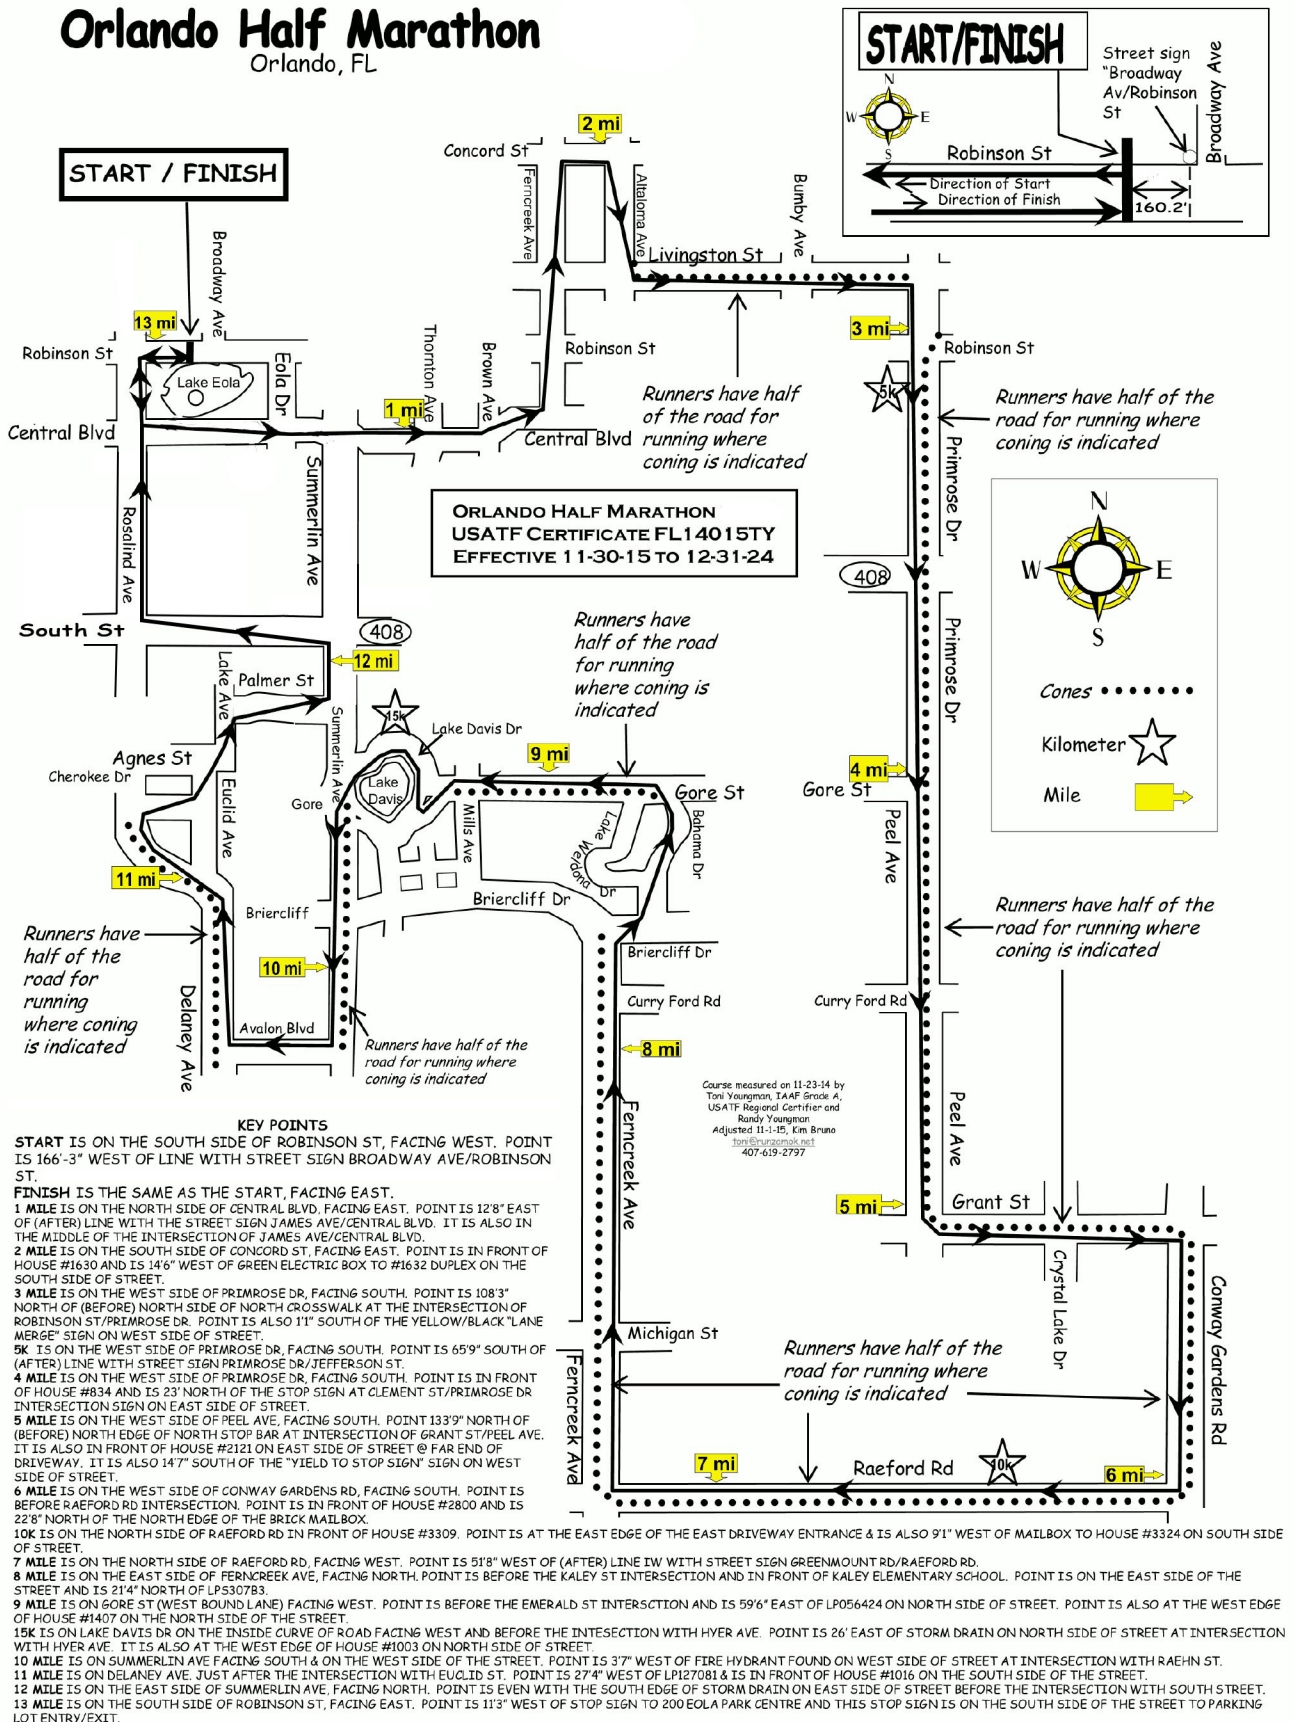 Orlando Half Marathon
Orlando, FL
START/FINISH
Street sign
"Broadway
Av/Robinson
St
Broadway Ave
N
W
E
S
Robinson St
Direction of Start
Direction of Finish
160.2'
START / FINISH
Broadway Ave
2 mi
Concord St
Ferncreek Ave
Altaloma Ave
Livingston St
Bumby Ave
3 mi
Robinson St
13 mi
Robinson St
Lake Eola
Eola Dr
Thornton Ave
1 mi
Brown Ave
Robinson St
Central Blvd
Central Blvd
Runners have half
of the road for
running where
coning is indicated
5k
Runners have half of the
road for running where
coning is indicated
Primrose Dr
Summerlin Ave
Rosalind Ave
ORLANDO HALF MARATHON
USATF CERTIFICATE FL14015TY
EFFECTIVE 11-30-15 TO 12-31-24
408
N
W
E
S
Cones
Kilometer
Mile
Primrose Dr
South St
408
12 mi
Runners have
half of the road
for running
where coning is
indicated
Lake Ave
Palmer St
Summerlin Ave
15k
Lake Davis Dr
9 mi
Agnes St
Cherokee Dr
Euclid Ave
Gore
Lake
Davis
Gore St
4 mi
Gore St
Peel Ave
Mills Ave
Lake Weldona Dr
Bahama Dr
11 mi
Briercliff
Briercliff Dr
Briercliff Dr
Runners have
half of the
road for
running
where coning
is indicated
10 mi
Delaney Ave
Avalon Blvd
Runners have half of the
road for running where
coning is indicated
Curry Ford Rd
Curry Ford Rd
Runners have half of the
road for running where
coning is indicated
8 mi
Ferncreek Ave
Course measured on 11-23-14 by
Toni Youngman, IAAF Grade A,
USATF Regional Certifier and
Randy Youngman
Adjusted 11-1-15, Kim Bruno
toni@runzamok.net
407-619-2797
Peel Ave
5 mi
Grant St
Crystal Lake Dr
Conway Gardens Rd
Michigan St
Ferncreek Ave
Runners have half of the
road for running where
coning is indicated
7 mi
Raeford Rd
10k
6 mi
KEY POINTS
START IS ON THE SOUTH SIDE OF ROBINSON ST, FACING WEST. POINT
IS 166'-3" WEST OF LINE WITH STREET SIGN BROADWAY AVE/ROBINSON
ST.
FINISH IS THE SAME AS THE START, FACING EAST.
1 MILE IS ON THE NORTH SIDE OF CENTRAL BLVD, FACING EAST. POINT IS 12'8" EAST
OF (AFTER) LINE WITH THE STREET SIGN JAMES AVE/CENTRAL BLVD. IT IS ALSO IN
THE MIDDLE OF THE INTERSECTION OF JAMES AVE/CENTRAL BLVD.
2 MILE IS ON THE SOUTH SIDE OF CONCORD ST, FACING EAST. POINT IS IN FRONT OF
HOUSE #1630 AND IS 14'6" WEST OF GREEN ELECTRIC BOX TO #1632 DUPLEX ON THE
SOUTH SIDE OF STREET.
3 MILE IS ON THE WEST SIDE OF PRIMROSE DR, FACING SOUTH. POINT IS 108'3"
NORTH OF (BEFORE) NORTH SIDE OF NORTH CROSSWALK AT THE INTERSECTION OF
ROBINSON ST/PRIMROSE DR. POINT IS ALSO 1'1" SOUTH OF THE YELLOW/BLACK "LANE
MERGE" SIGN ON WEST SIDE OF STREET.
5K IS ON THE WEST SIDE OF PRIMROSE DR, FACING SOUTH. POINT IS 65'9" SOUTH OF
(AFTER) LINE WITH STREET SIGN PRIMROSE DR/JEFFERSON ST.
4 MILE IS ON THE WEST SIDE OF PRIMROSE DR, FACING SOUTH. POINT IS IN FRONT
OF HOUSE #834 AND IS 23' NORTH OF THE STOP SIGN AT CLEMENT ST/PRIMROSE DR
INTERSECTION SIGN ON EAST SIDE OF STREET.
5 MILE IS ON THE WEST SIDE OF PEEL AVE, FACING SOUTH. POINT 133'9" NORTH OF
(BEFORE) NORTH EDGE OF NORTH STOP BAR AT INTERSECTION OF GRANT ST/PEEL AVE.
IT IS ALSO IN FRONT OF HOUSE #2121 ON EAST SIDE OF STREET @ FAR END OF
DRIVEWAY. IT IS ALSO 14'7" SOUTH OF THE "YIELD TO STOP SIGN" SIGN ON WEST
SIDE OF STREET.
6 MILE IS ON THE WEST SIDE OF CONWAY GARDENS RD, FACING SOUTH. POINT IS
BEFORE RAEFORD RD INTERSECTION. POINT IS IN FRONT OF HOUSE #2800 AND IS
22'8" NORTH OF THE NORTH EDGE OF THE BRICK MAILBOX.
10K IS ON THE NORTH SIDE OF RAEFORD RD IN FRONT OF HOUSE #3309. POINT IS AT THE EAST EDGE OF THE EAST DRIVEWAY ENTRANCE & IS ALSO 9'1" WEST OF MAILBOX TO HOUSE #3324 ON SOUTH SIDE
OF STREET.
7 MILE IS ON THE NORTH SIDE OF RAEFORD RD, FACING WEST. POINT IS 51'8" WEST OF (AFTER) LINE IW WITH STREET SIGN GREENMOUNT RD/RAEFORD RD.
8 MILE IS ON THE EAST SIDE OF FERNCREEK AVE, FACING NORTH. POINT IS BEFORE THE KALEY ST INTERSECTION AND IN FRONT OF KALEY ELEMENTARY SCHOOL. POINT IS ON THE EAST SIDE OF THE
STREET AND IS 21'4" NORTH OF LPS307B3.
9 MILE IS ON GORE ST (WEST BOUND LANE) FACING WEST. POINT IS BEFORE THE EMERALD ST INTERSCTION AND IS 59'6" EAST OF LP056424 ON NORTH SIDE OF STREET. POINT IS ALSO AT THE WEST EDGE
OF HOUSE #1407 ON THE NORTH SIDE OF THE STREET.
15K IS ON LAKE DAVIS DR ON THE INSIDE CURVE OF ROAD FACING WEST AND BEFORE THE INTESECTION WITH HYER AVE. POINT IS 26' EAST OF STORM DRAIN ON NORTH SIDE OF STREET AT INTERSECTION
WITH HYER AVE. IT IS ALSO AT THE WEST EDGE OF HOUSE #1003 ON NORTH SIDE OF STREET.
10 MILE IS ON SUMMERLIN AVE FACING SOUTH & ON THE WEST SIDE OF THE STREET. POINT IS 3'7" WEST OF FIRE HYDRANT FOUND ON WEST SIDE OF STREET AT INTERSECTION WITH RAEHN ST.
11 MILE IS ON DELANEY AVE. JUST AFTER THE INTERSECTION WITH EUCLID ST. POINT IS 27'4" WEST OF LP127081 & IS IN FRONT OF HOUSE #1016 ON THE SOUTH SIDE OF THE STREET.
12 MILE IS ON THE EAST SIDE OF SUMMERLIN AVE, FACING NORTH. POINT IS EVEN WITH THE SOUTH EDGE OF STORM DRAIN ON EAST SIDE OF STREET BEFORE THE INTERSECTION WITH SOUTH STREET.
13 MILE IS ON THE SOUTH SIDE OF ROBINSON ST, FACING EAST. POINT IS 11'3" WEST OF STOP SIGN TO 200 EOLA PARK CENTRE AND THIS STOP SIGN IS ON THE SOUTH SIDE OF THE STREET TO PARKING
LOT ENTRY/EXIT.